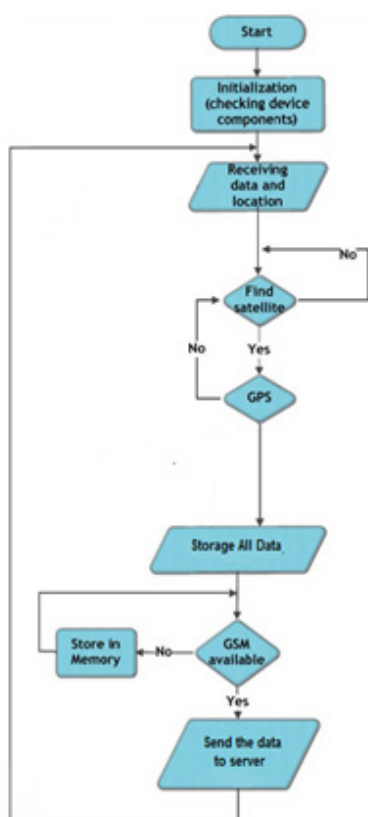 Start
Initialization
(checking device
components)
Receiving
data and
location
No
Find
satellite
No
Yes
GPS
Storage All Data
Store in
Memory
No
GSM
available
Yes
Send the data
to server